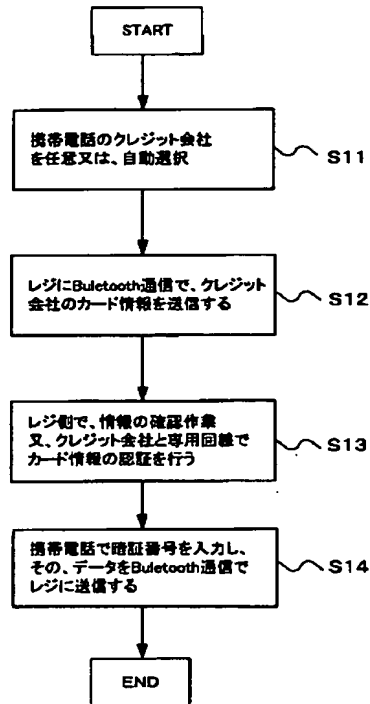 START
携帯電話のクレジット会社
を任意又は、自動選択
S11
レジにBuletooth通信で、クレジット
会社のカード情報を送信する
S12
レジ側で、情報の確認作業
又、クレジット会社と専用回線で
カード情報の認証を行う
S13
携帯電話で暗証番号を入力し、
その、データをBuletooth通信で
レジに送信する
S14
END